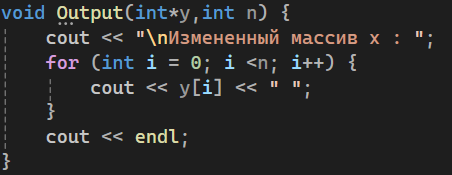 void Output(int*y,int n) {
cout << "\nИзмененный массив x : ";
for (int i = 0; i <n; i++) {
cout << y[i] << " ";
}
cout << endl;
}